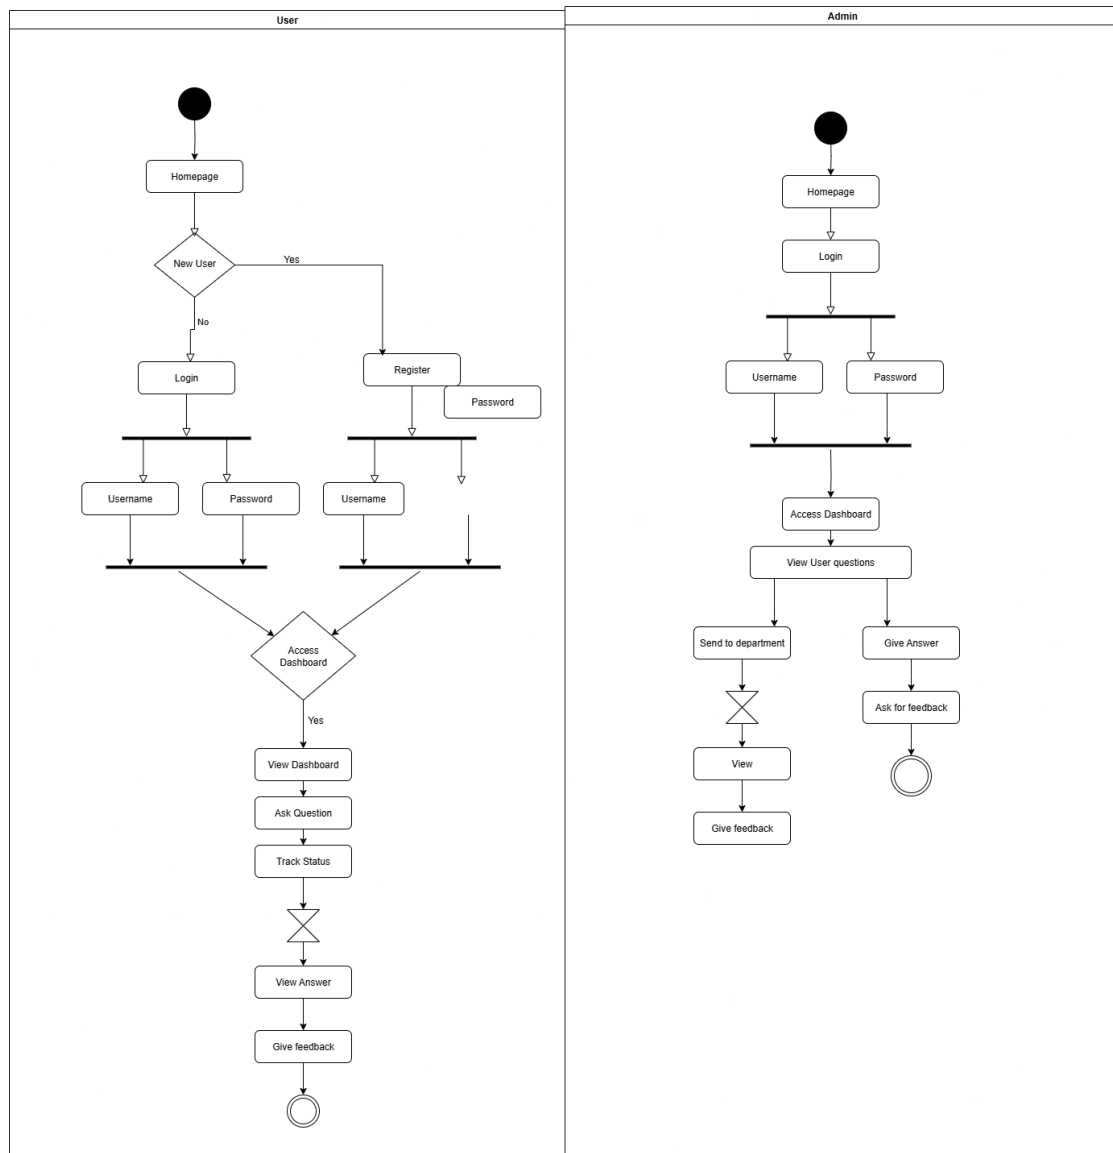 User
Homepage
New User
Yes
No
Login
Register
Password
Username
Password
Username
Access
Dashboard
Yes
View Dashboard
Ask Question
Track Status
View Answer
Give feedback
Admin
Homepage
Login
Username
Password
Access Dashboard
View User questions
Send to department
Give Answer
Ask for feedback
View
Give feedback